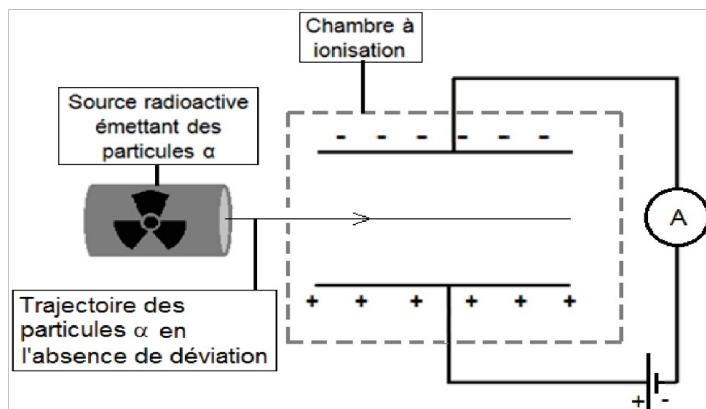 Chambre à
ionisation
Source radioactive
émettant des
particules α
- - - - - -
A
+ + + + + +
Trajectoire des
particules α en
l'absence de déviation
+ -